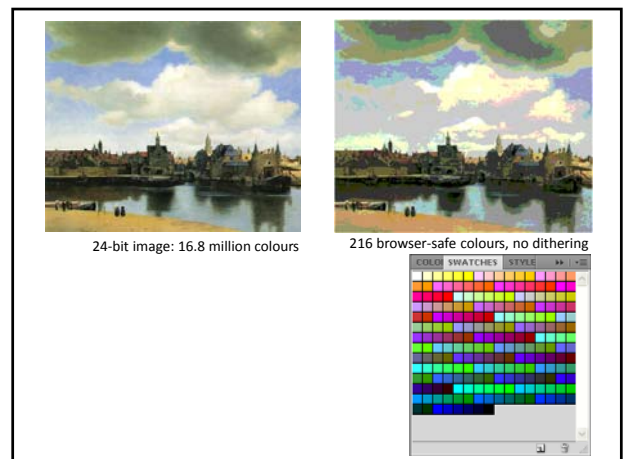 24-bit image: 16.8 million colours
216 browser-safe colours, no dithering
COLO SWATCHES STYLE